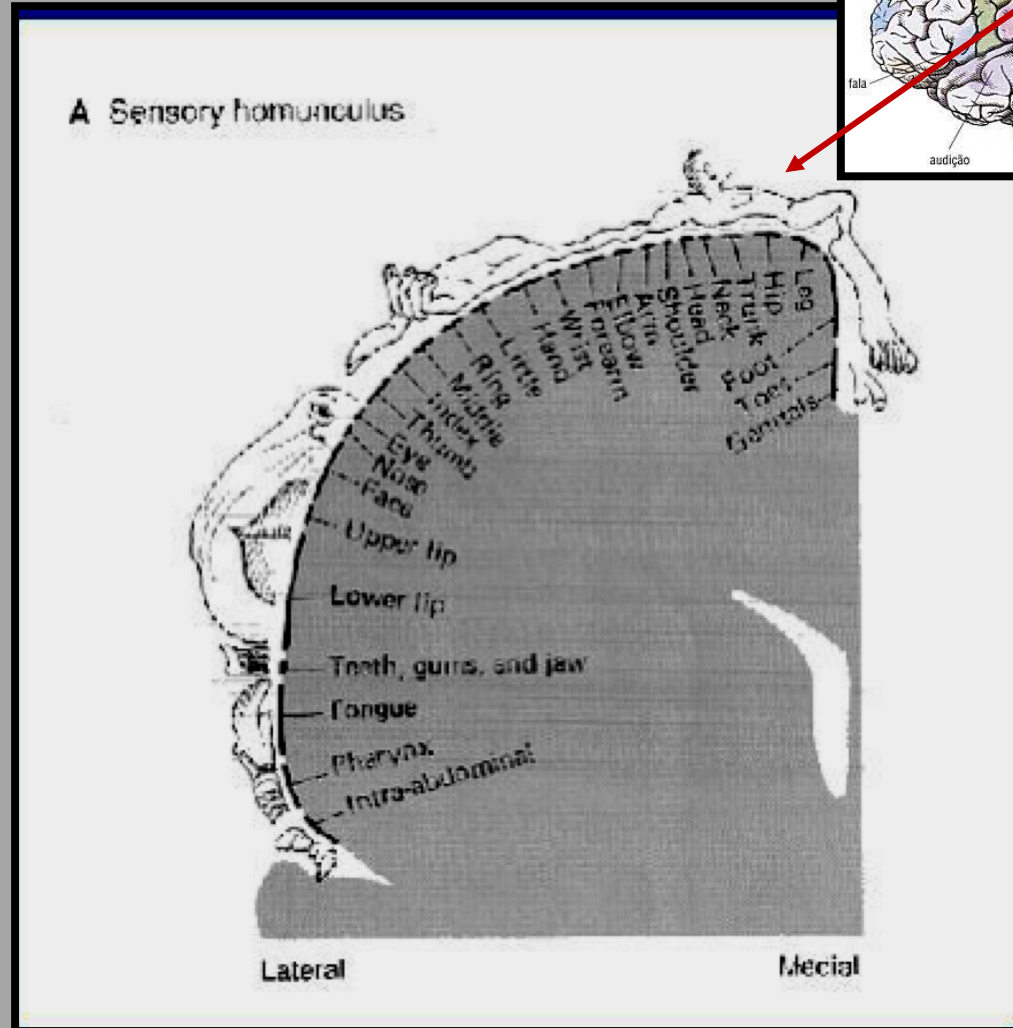 fala
audição
A Sensory homunculus
Leg
Hip
Trunk
Neck
Head
Shoulder
Arm
Elbow
Forearm
Wrist
Hand
Little
Ring
Middle
Index
Thumb
Eye
Nose
Face
Upper lip
Lower lip
Teeth, gums, and jaw
Tongue
Pharynx
Intra-abdominal
Foot
Toes
Genitals
Lateral
Medial